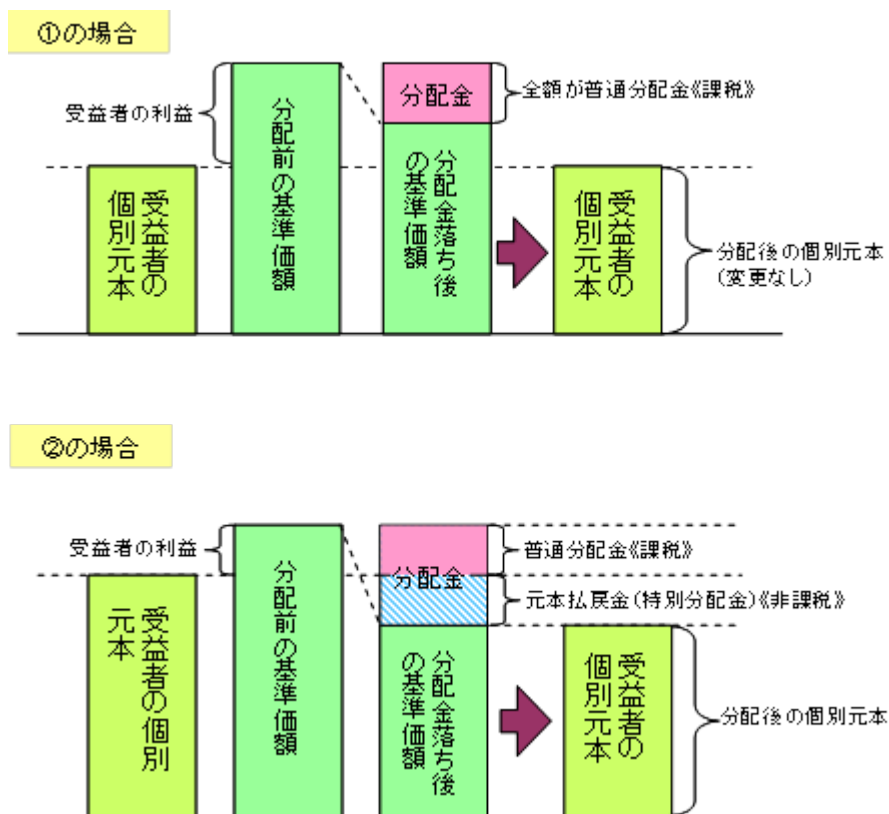 ①の場合
受益者の利益
分配金
全額が普通分配金《課税》
受益者の
個別元本
分配前の基準価額
分配金落ち後
の基準価額
受益者の
個別元本
分配後の個別元本
(変更なし)
②の場合
受益者の利益
普通分配金《課税》
分配金
元本払戻金(特別分配金)《非課税》
受益者の個別
元本
分配前の基準価額
分配金落ち後
の基準価額
受益者の
個別元本
分配後の個別元本